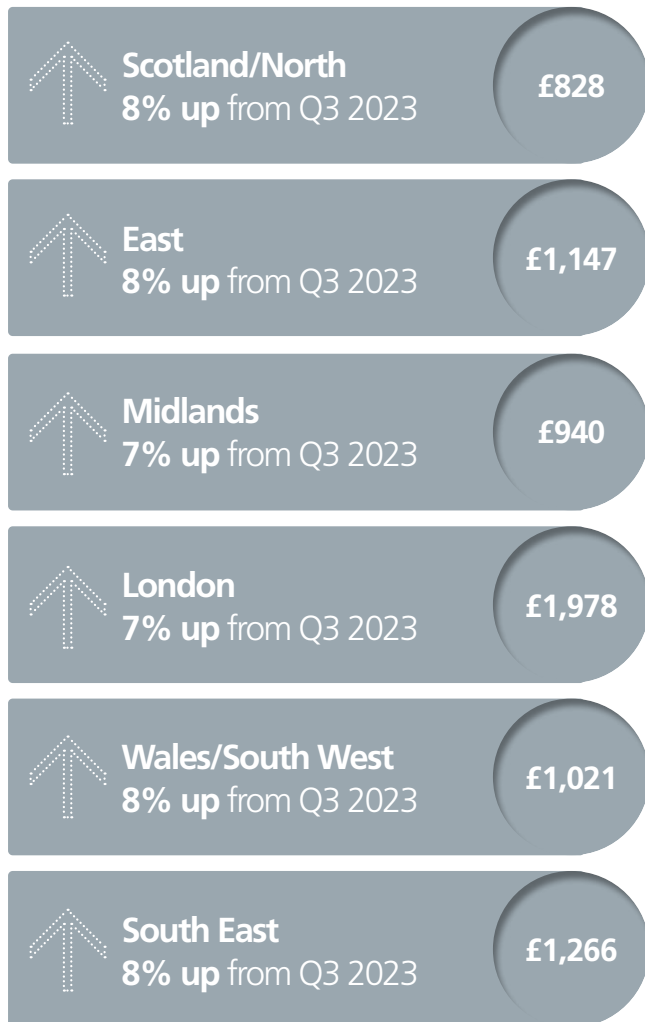 Scotland/North
8% up from Q3 2023
£828
East
8% up from Q3 2023
£1,147
Midlands
7% up from Q3 2023
£940
London
7% up from Q3 2023
£1,978
Wales/South West
8% up from Q3 2023
£1,021
South East
8% up from Q3 2023
£1,266